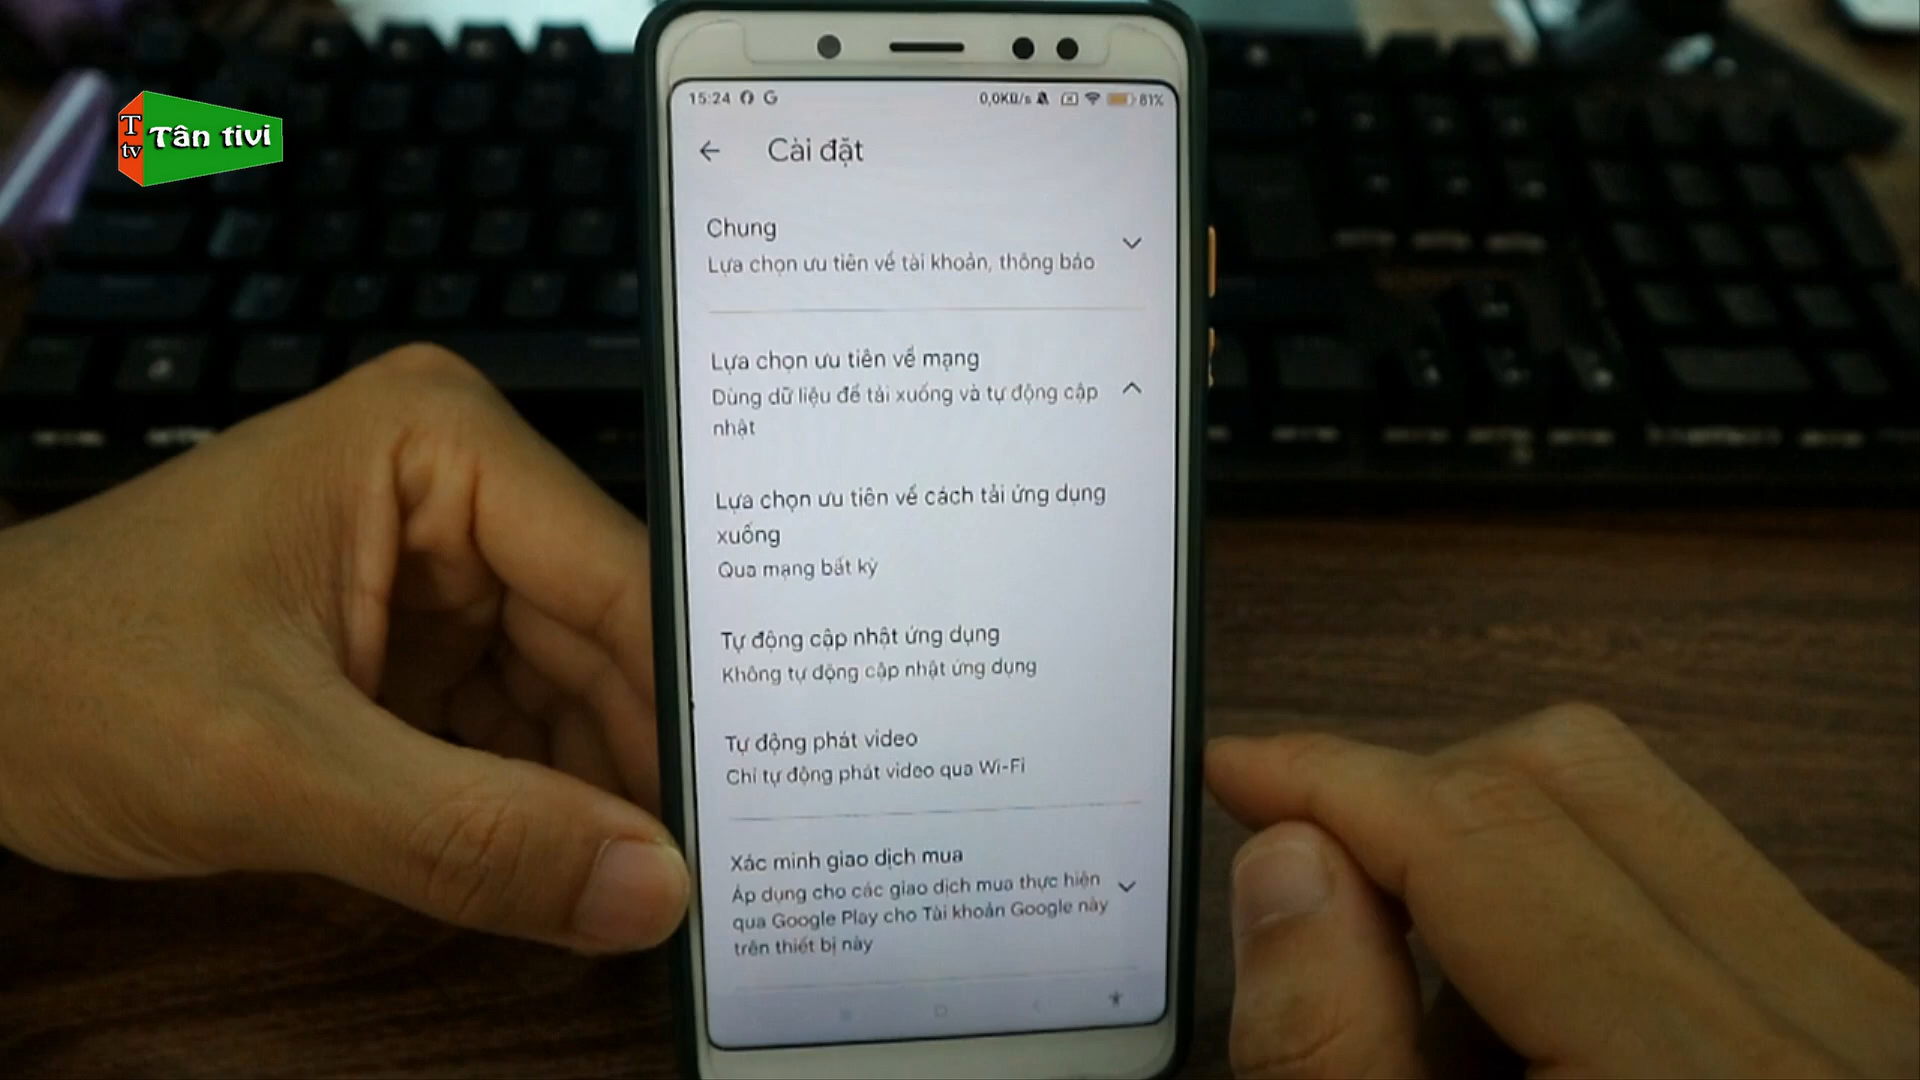 T
tv
Tân tivi
15:24
0,0KB/s
81%
Cài đặt
Chung
Lựa chọn ưu tiên về tài khoản, thông báo
Lựa chọn ưu tiên về mạng
Dùng dữ liệu để tải xuống và tự động cập
nhật
Lựa chọn ưu tiên về cách tải ứng dụng
xuống
Qua mạng bất kỳ
Tự động cập nhật ứng dụng
Không tự động cập nhật ứng dụng
Tự động phát video
Chỉ tự động phát video qua Wi-Fi
Xác minh giao dịch mua
Áp dụng cho các giao dịch mua thực hiện
qua Google Play cho Tài khoản Google này
trên thiết bị này